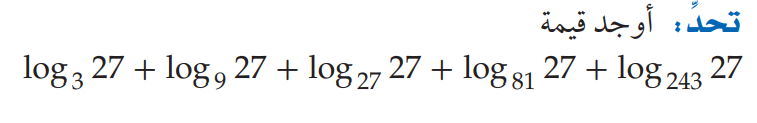 تحدٍّ: أوجد قيمة
log₃ 27 + log₉ 27 + log₂₇ 27 + log₈₁ 27 + log₂₄₃ 27